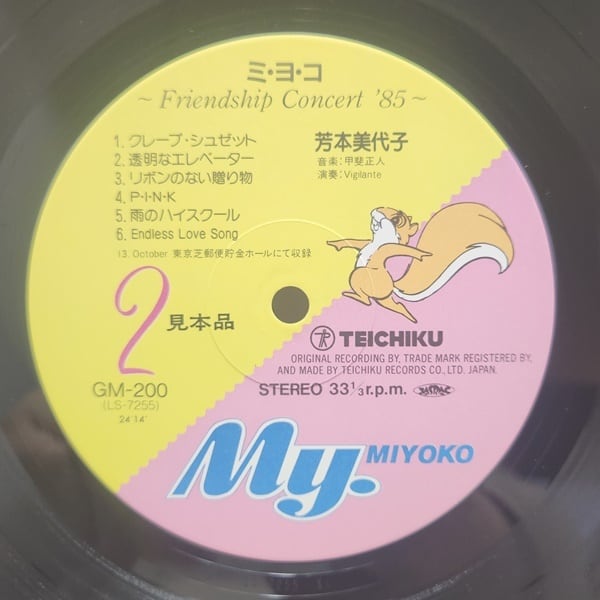 ミ・ヨ・コ
~Friendship Concert '85~
1. クレープ・シュゼット
2. 透明なエレベーター
3. リボンのない贈り物
4. P・I・N・K
5. 雨のハイスクール
6. Endless Love Song
13. October 東京芝郵便貯金ホールにて収録
芳本美代子
音楽:甲斐正人
演奏:Vigilante
2
見本品
GM-200
(LS-7255)
24'14"
TEICHIKU
ORIGINAL RECORDING BY, TRADE MARK REGISTERED BY,
AND MADE BY TEICHIKU RECORDS CO., LTD. JAPAN.
STEREO 33 1/3 r.p.m.
My.
MIYOKO